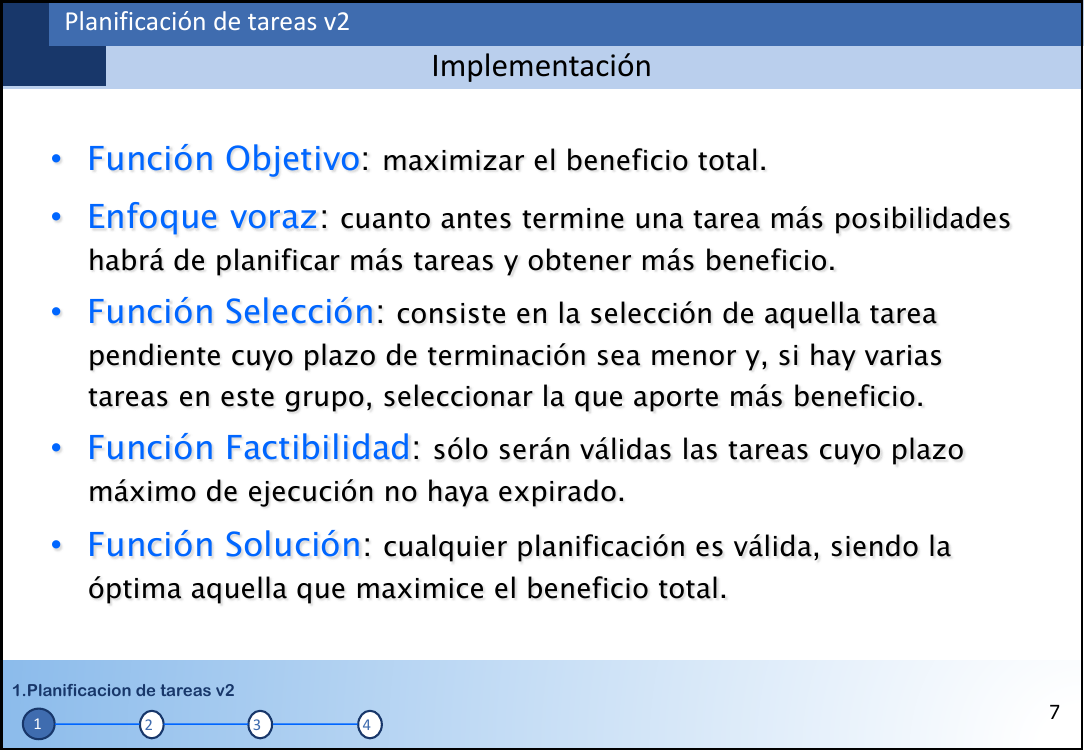 Planificación de tareas v2
Implementación
• Función Objetivo: maximizar el beneficio total.
• Enfoque voraz: cuanto antes termine una tarea más posibilidades
habrá de planificar más tareas y obtener más beneficio.
• Función Selección: consiste en la selección de aquella tarea
pendiente cuyo plazo de terminación sea menor y, si hay varias
tareas en este grupo, seleccionar la que aporte más beneficio.
• Función Factibilidad: sólo serán válidas las tareas cuyo plazo
máximo de ejecución no haya expirado.
• Función Solución: cualquier planificación es válida, siendo la
óptima aquella que maximice el beneficio total.
1.Planificacion de tareas v2
1 2 3 4
7